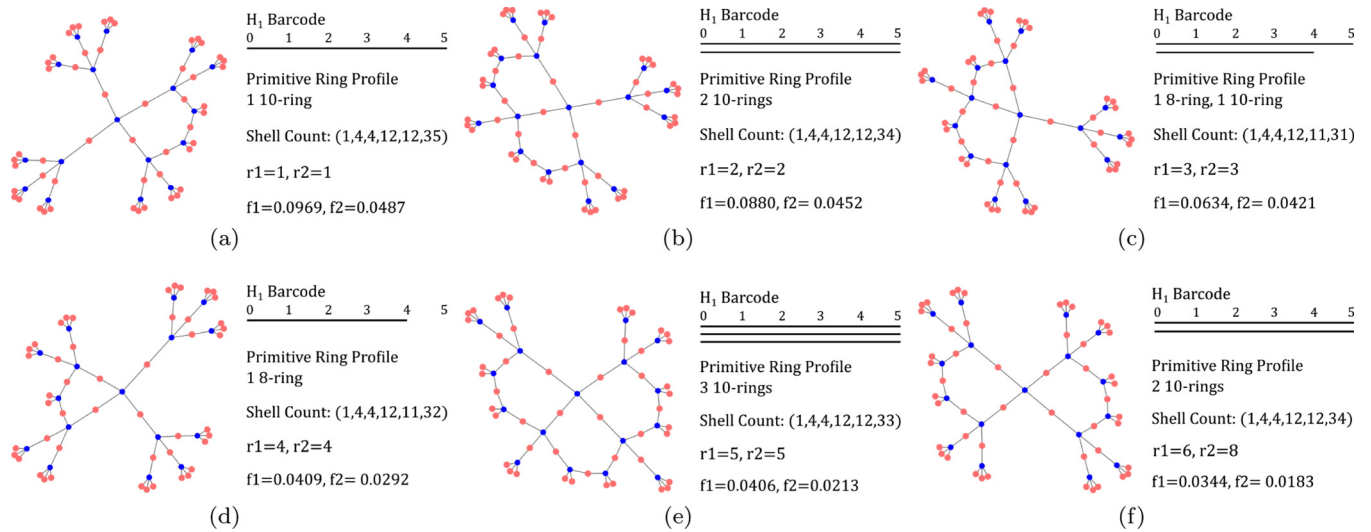 H₁ Barcode
0 1 2 3 4 5
Primitive Ring Profile
1 10-ring
Shell Count: (1,4,4,12,12,35)
r1=1, r2=1
f1=0.0969, f2=0.0487
(a)
H₁ Barcode
0 1 2 3 4 5
Primitive Ring Profile
2 10-rings
Shell Count: (1,4,4,12,12,34)
r1=2, r2=2
f1=0.0880, f2= 0.0452
(b)
H₁ Barcode
0 1 2 3 4 5
Primitive Ring Profile
1 8-ring, 1 10-ring
Shell Count: (1,4,4,12,11,31)
r1=3, r2=3
f1=0.0634, f2= 0.0421
(c)
H₁ Barcode
0 1 2 3 4 5
Primitive Ring Profile
1 8-ring
Shell Count: (1,4,4,12,11,32)
r1=4, r2=4
f1=0.0409, f2= 0.0292
(d)
H₁ Barcode
0 1 2 3 4 5
Primitive Ring Profile
3 10-rings
Shell Count: (1,4,4,12,12,33)
r1=5, r2=5
f1=0.0406, f2=0.0213
(e)
H₁ Barcode
0 1 2 3 4 5
Primitive Ring Profile
2 10-rings
Shell Count: (1,4,4,12,12,34)
r1=6, r2=8
f1=0.0344, f2= 0.0183
(f)